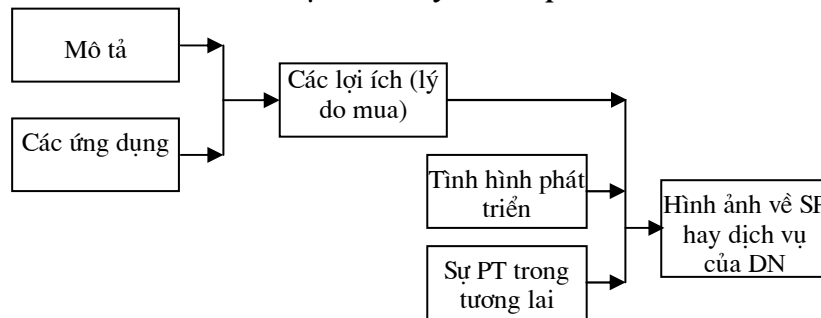 Mô tả
Các lợi ích (lý
do mua)
Các ứng dụng
Tình hình phát
triển
Hình ảnh về SP
hay dịch vụ
của DN
Sự PT trong
tương lai